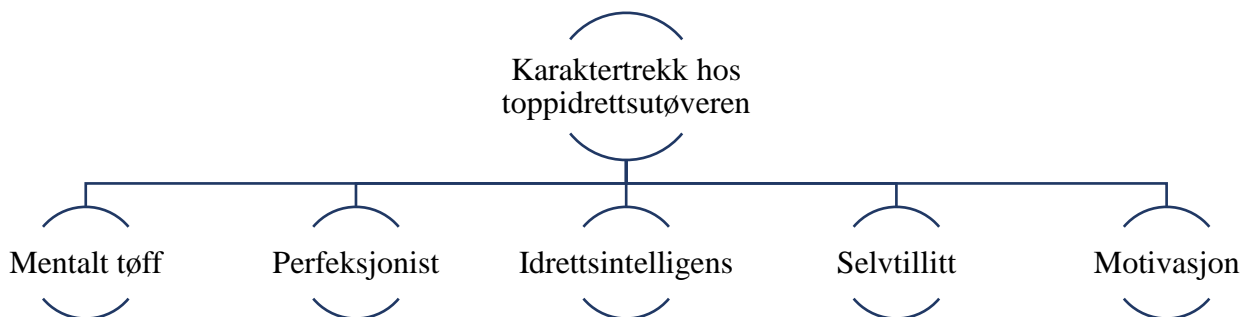 Karaktertrekk hos
toppidrettsutøveren
Mentalt tøff
Perfeksjonist
Idrettsintelligens
Selvtillitt
Motivasjon